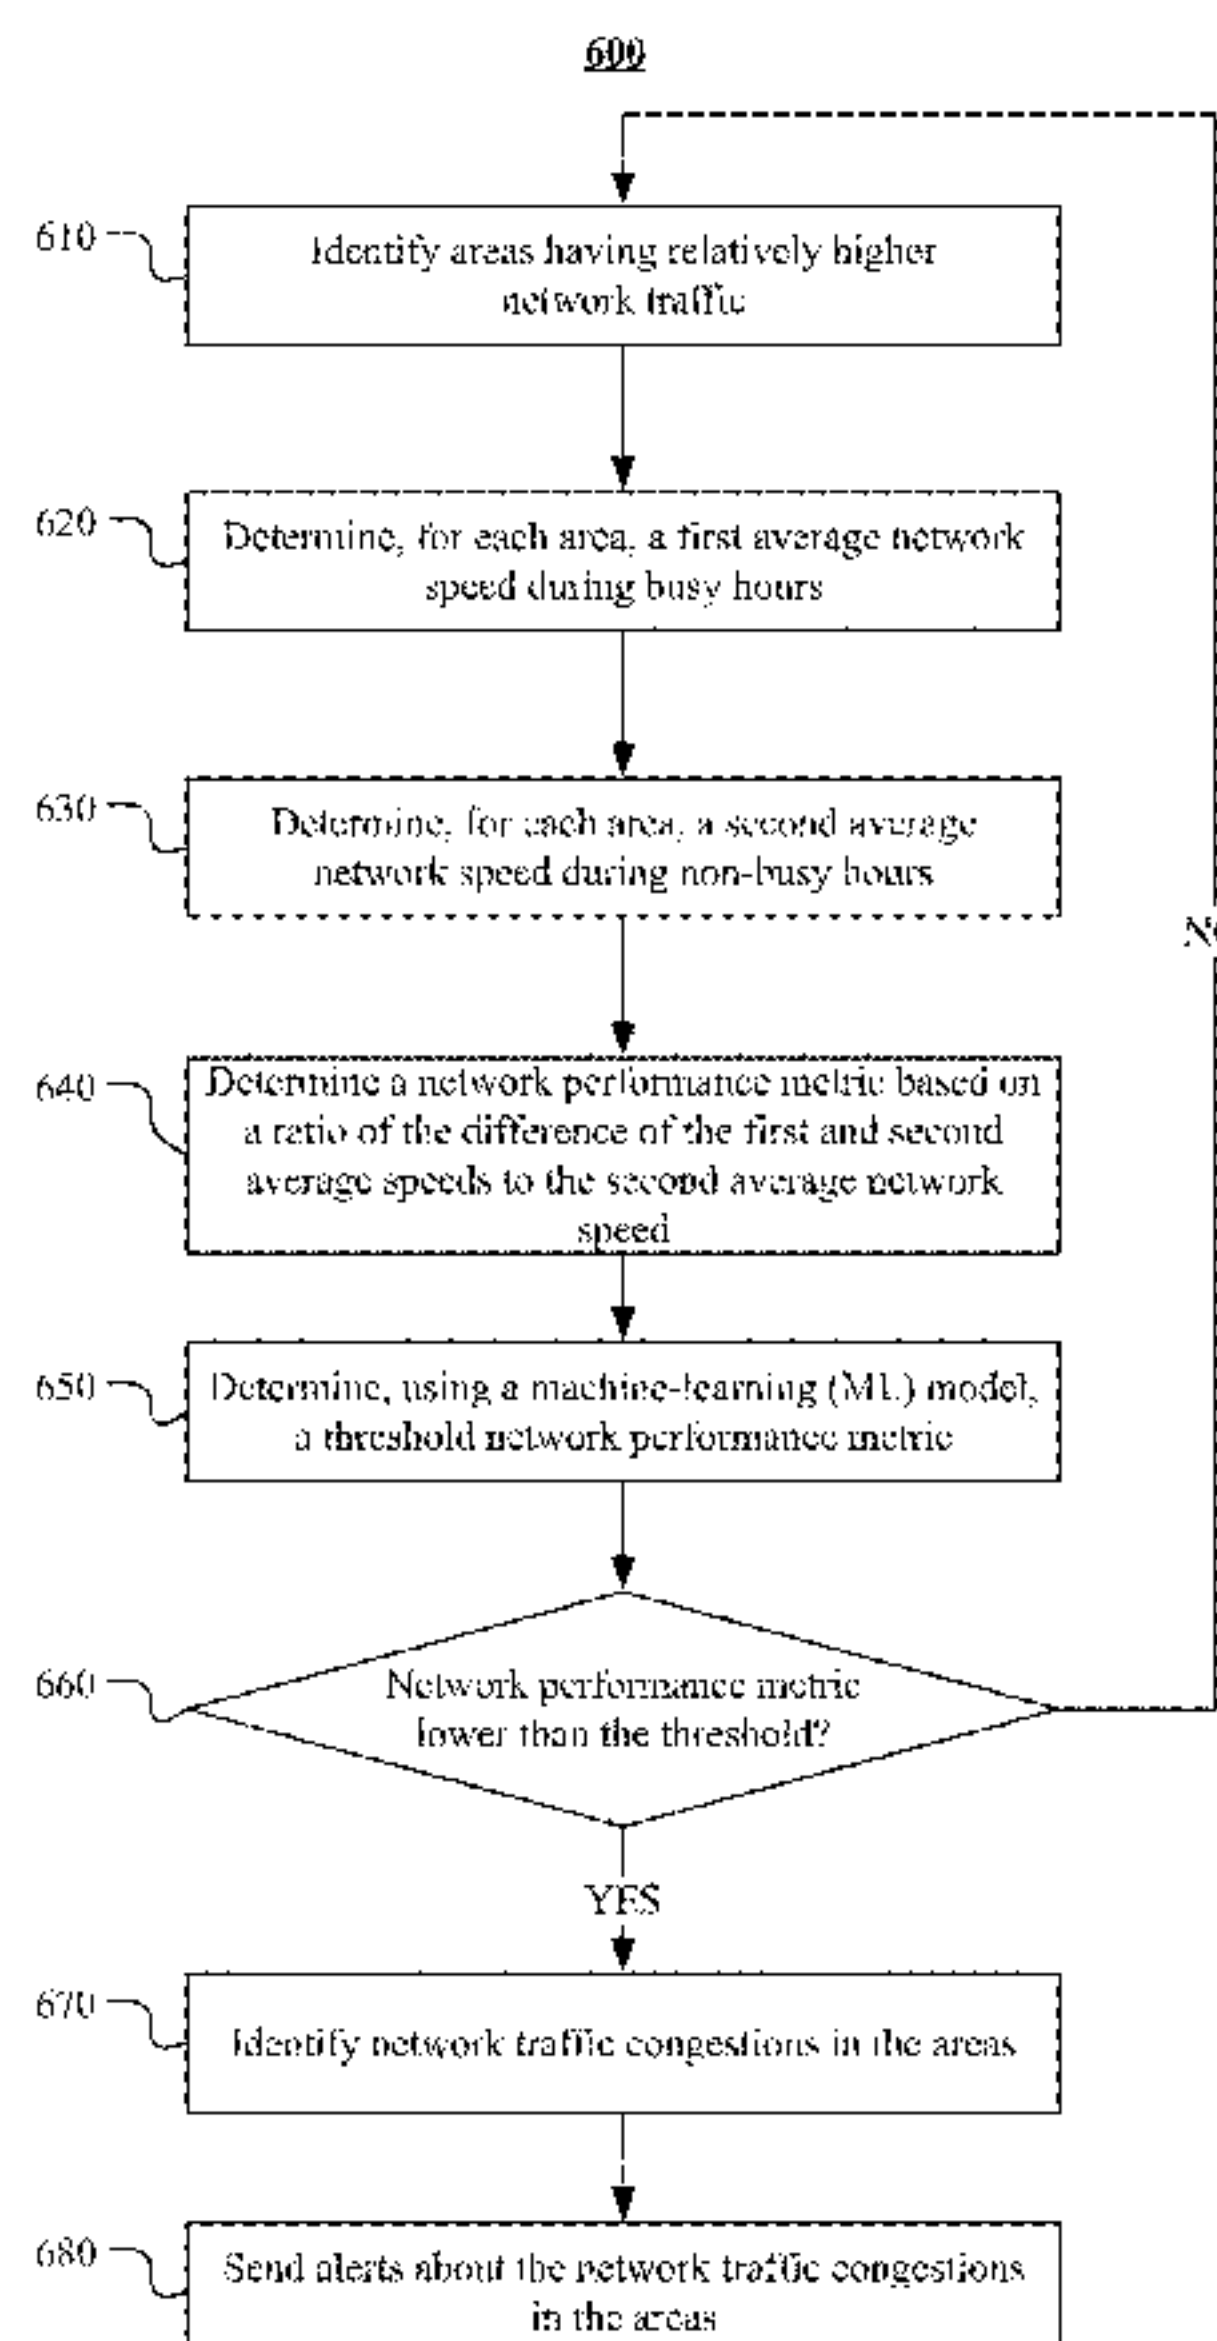 600
610
Identify areas having relatively higher
network traffic
620
Determine, for each area, a first average network
speed during busy hours
630
Determine, for each area, a second average
network speed during non-busy hours
640
Determine a network performance metric based on
a ratio of the difference of the first and second
average speeds to the second average network
speed
650
Determine, using a machine-learning (ML) model,
a threshold network performance metric
660
Network performance metric
lower than the threshold?
YES
670
Identify network traffic congestions in the areas
680
Send alerts about the network traffic congestions
in the areas